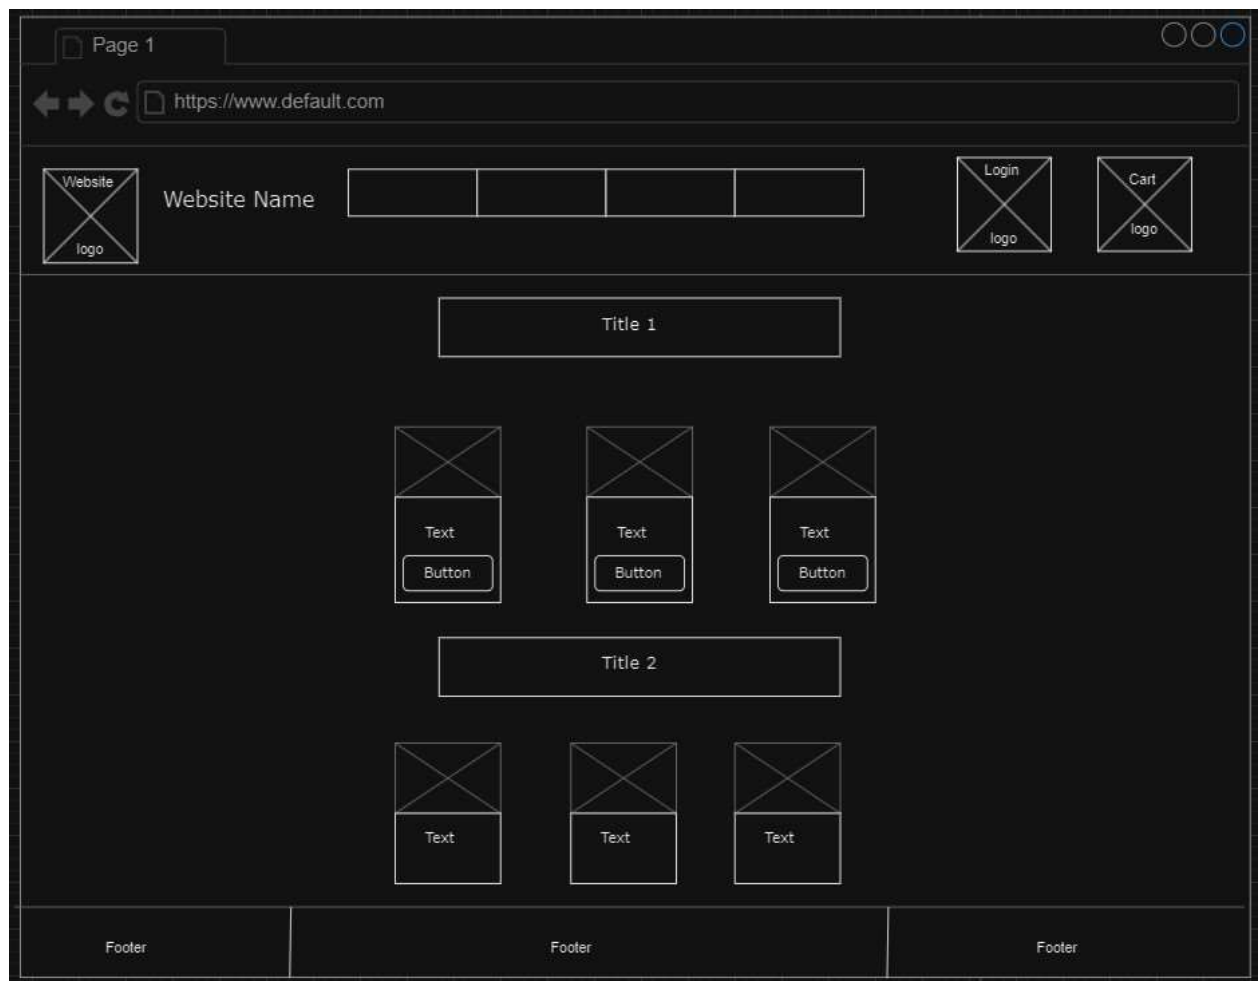 Page 1
https://www.default.com
Website
logo
Website Name
Login
logo
Cart
logo
Title 1
Text
Button
Text
Button
Text
Button
Title 2
Text
Text
Text
Footer
Footer
Footer